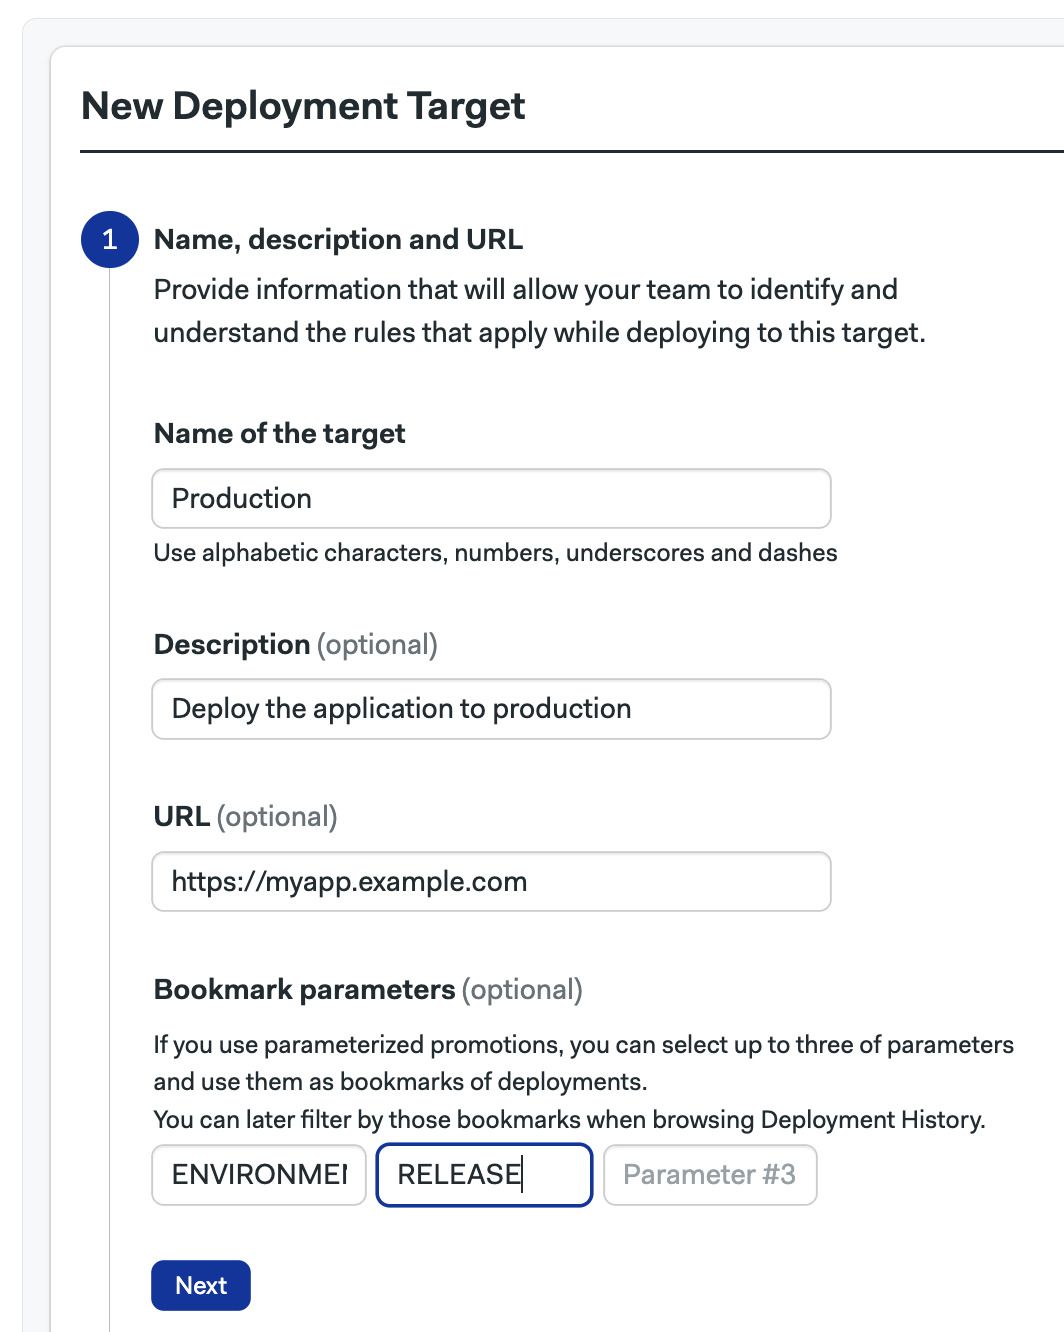 New Deployment Target
1
Name, description and URL
Provide information that will allow your team to identify and
understand the rules that apply while deploying to this target.
Name of the target
Production
Use alphabetic characters, numbers, underscores and dashes
Description (optional)
Deploy the application to production
URL (optional)
https://myapp.example.com
Bookmark parameters (optional)
If you use parameterized promotions, you can select up to three of parameters
and use them as bookmarks of deployments.
You can later filter by those bookmarks when browsing Deployment History.
ENVIRONMEN RELEASE Parameter #3
Next